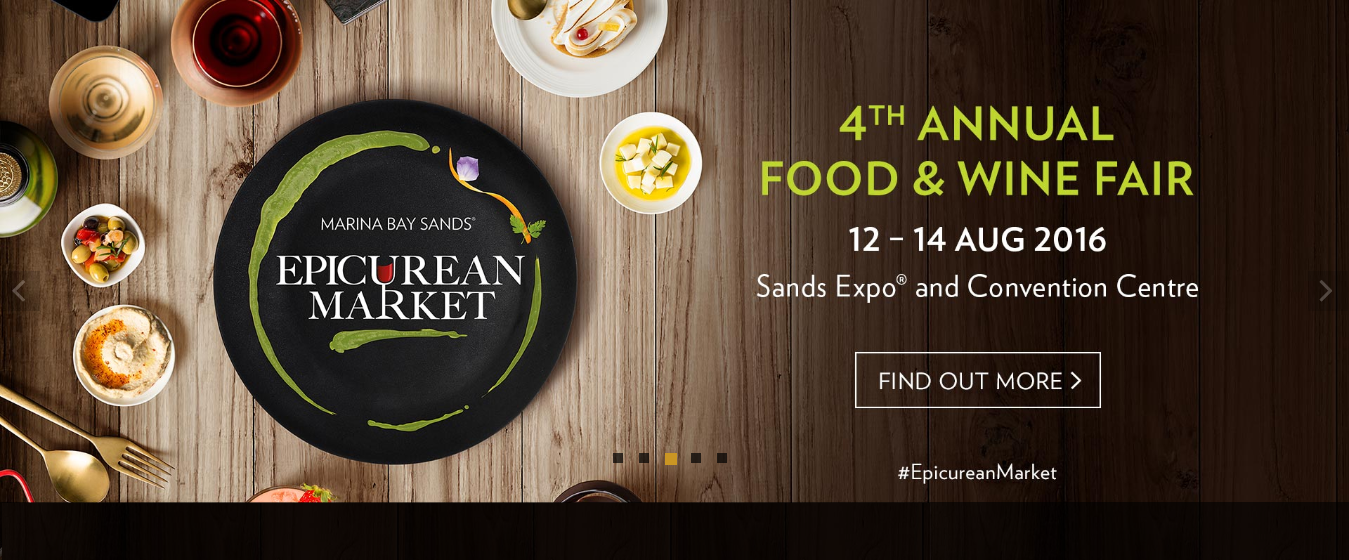 MARINA BAY SANDS®
EPICUREAN
MARKET
4TH ANNUAL
FOOD & WINE FAIR
12 – 14 AUG 2016
Sands Expo® and Convention Centre
FIND OUT MORE >
#EpicureanMarket